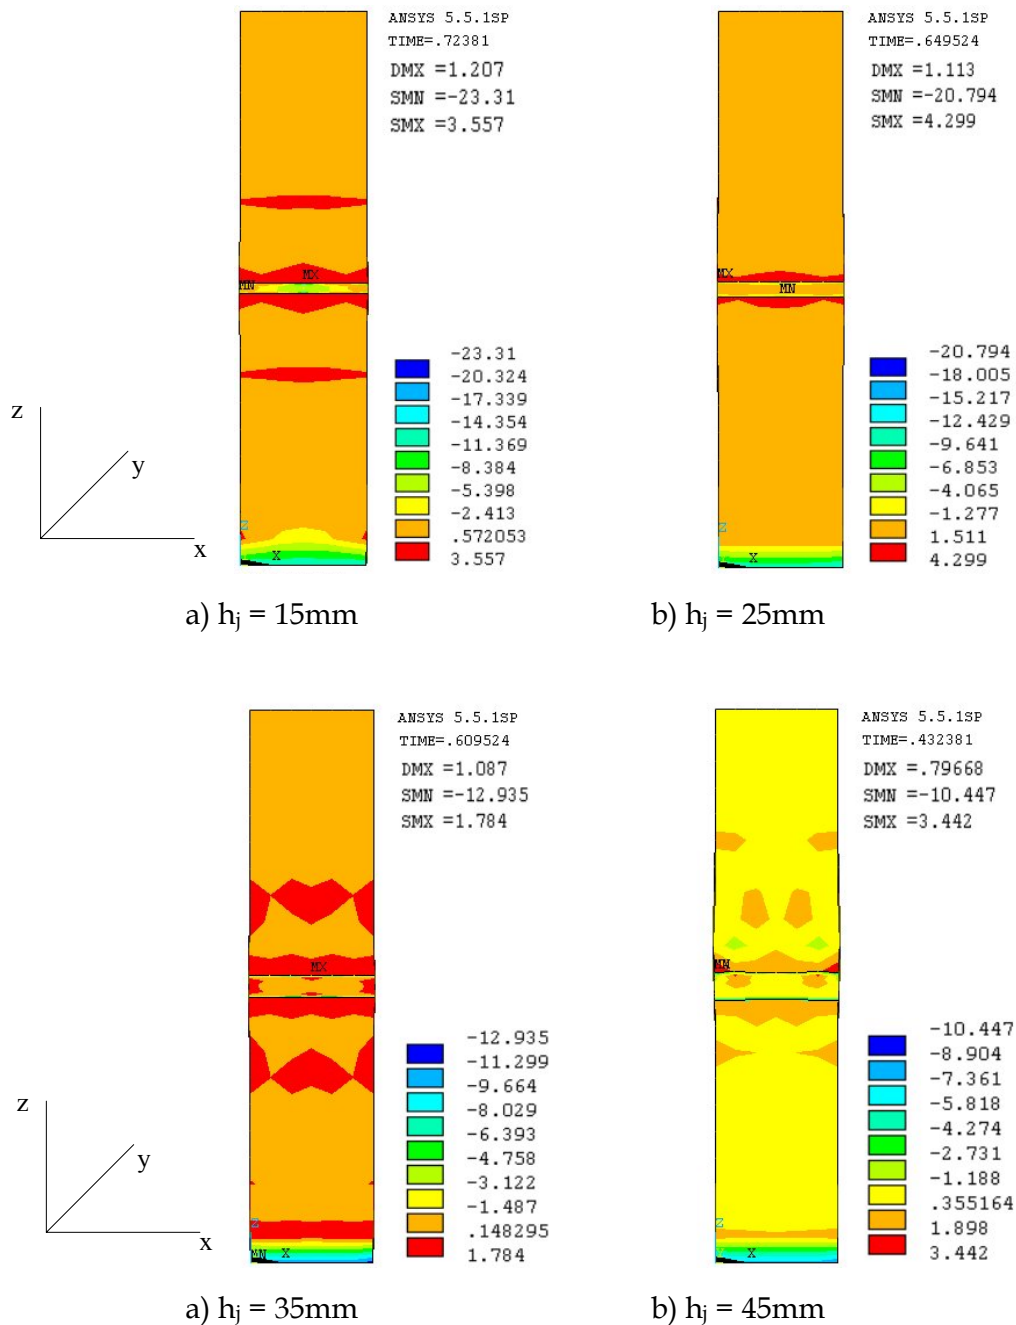 ANSYS 5.5.1SP
TIME=.72381
DMX =1.207
SMN =-23.31
SMX =3.557
MX
MN
-23.31
-20.324
-17.339
-14.354
-11.369
-8.384
-5.398
-2.413
.572053
3.557
z
y
x
Z
X
a) hj = 15mm
ANSYS 5.5.1SP
TIME=.649524
DMX =1.113
SMN =-20.794
SMX =4.299
MX
MN
-20.794
-18.005
-15.217
-12.429
-9.641
-6.853
-4.065
-1.277
1.511
4.299
Z
X
b) hj = 25mm
ANSYS 5.5.1SP
TIME=.609524
DMX =1.087
SMN =-12.935
SMX =1.784
MX
-12.935
-11.299
-9.664
-8.029
-6.393
-4.758
-3.122
-1.487
.148295
1.784
z
y
x
Z
MN X
a) hj = 35mm
ANSYS 5.5.1SP
TIME=.432381
DMX =.79668
SMN =-10.447
SMX =3.442
MN
-10.447
-8.904
-7.361
-5.818
-4.274
-2.731
-1.188
.355164
1.898
3.442
Z
X
b) hj = 45mm